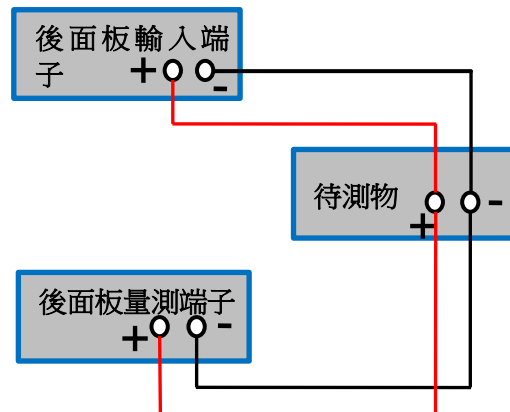 後面板輸入端
子 + -
待測物 -
+
後面板量測端子
+ -